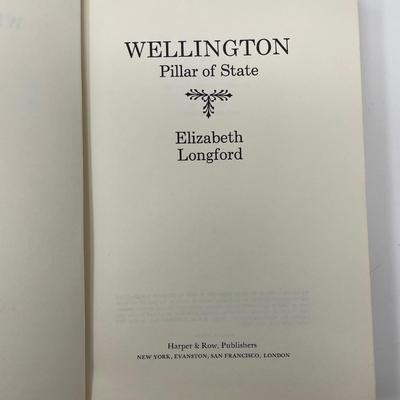 WELLINGTON
Pillar of State
Elizabeth
Longford
Harper & Row, Publishers
NEW YORK, EVANSTON, SAN FRANCISCO, LONDON